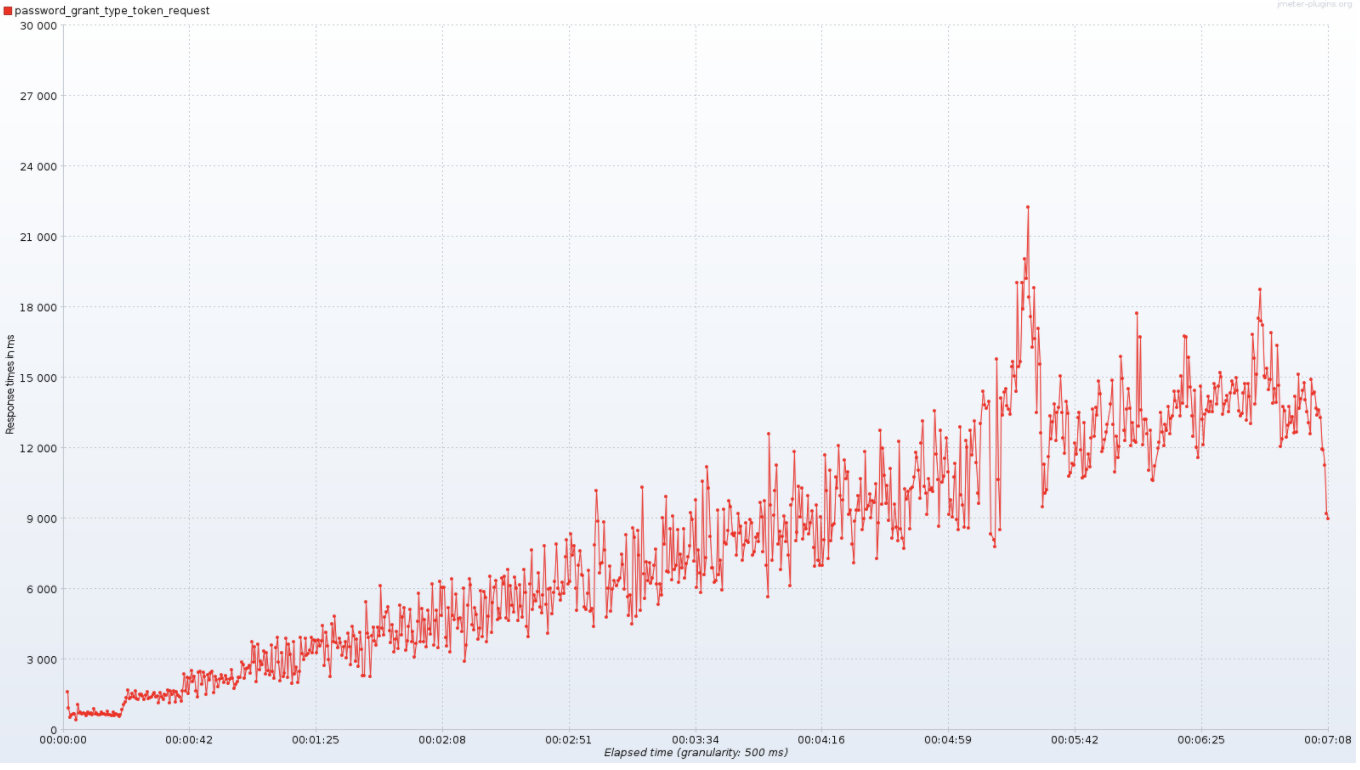 password_grant_type_token_request
jmeter-plugins.org
30 000
27 000
24 000
21 000
18 000
15 000
12 000
9 000
6 000
3 000
0
Response times in ms
00:00:00 00:00:42 00:01:25 00:02:08 00:02:51 00:03:34 00:04:16 00:04:59 00:05:42 00:06:25 00:07:08
Elapsed time (granularity: 500 ms)